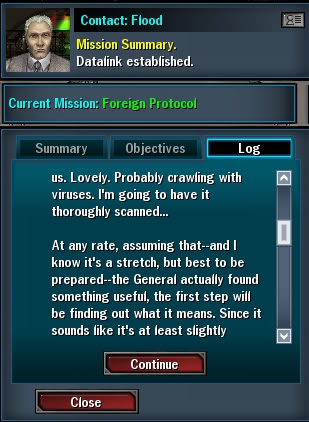 Contact: Flood
Mission Summary.
Datalink established.
Current Mission: Foreign Protocol
Summary
Objectives
Log
us. Lovely. Probably crawling with
viruses. I'm going to have it
thoroughly scanned...
At any rate, assuming that--and I
know it's a stretch, but best to be
prepared--the General actually found
something useful, the first step will
be finding out what it means. Since it
sounds like it's at least slightly
Continue
Close